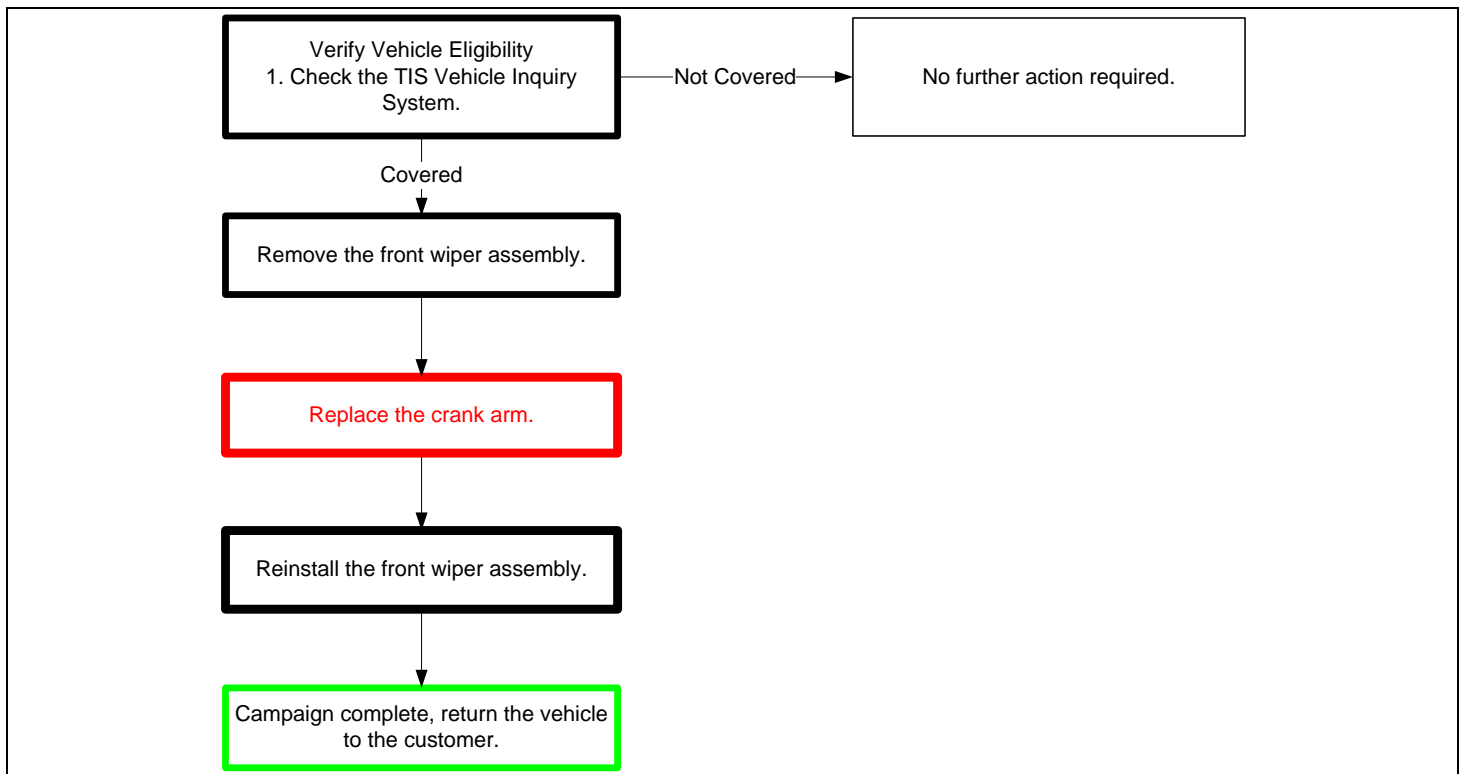 Verify Vehicle Eligibility
1. Check the TIS Vehicle Inquiry
System.
Not Covered
No further action required.
Covered
Remove the front wiper assembly.
Replace the crank arm.
Reinstall the front wiper assembly.
Campaign complete, return the vehicle
to the customer.